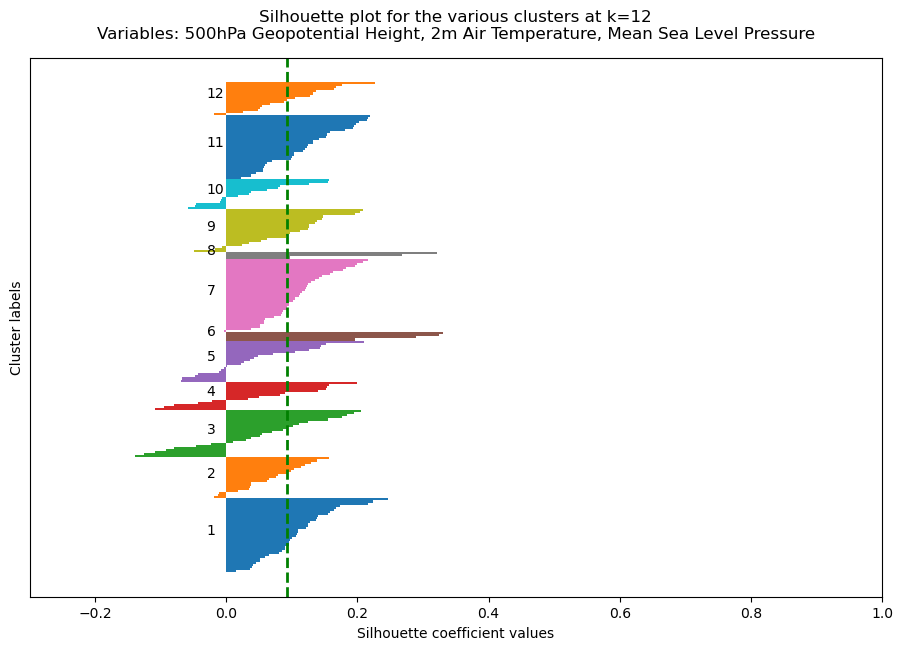 Silhouette plot for the various clusters at k=12
Variables: 500hPa Geopotential Height, 2m Air Temperature, Mean Sea Level Pressure
Cluster labels
12
11
10
9
8
7
6
5
4
3
2
1
−0.2 0.0 0.2 0.4 0.6 0.8 1.0
Silhouette coefficient values